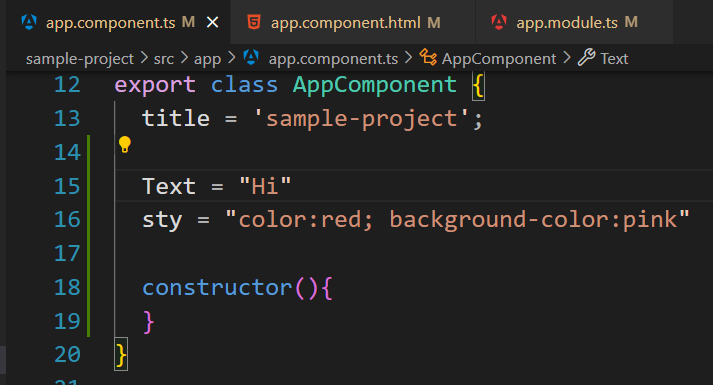 app.component.ts M × app.component.html M app.module.ts M
sample-project > src > app > app.component.ts > AppComponent > Text
12 export class AppComponent {
13 title = 'sample-project';
14
15 Text = "Hi"
16 sty = "color:red; background-color:pink"
17
18 constructor(){
19 }
20 }